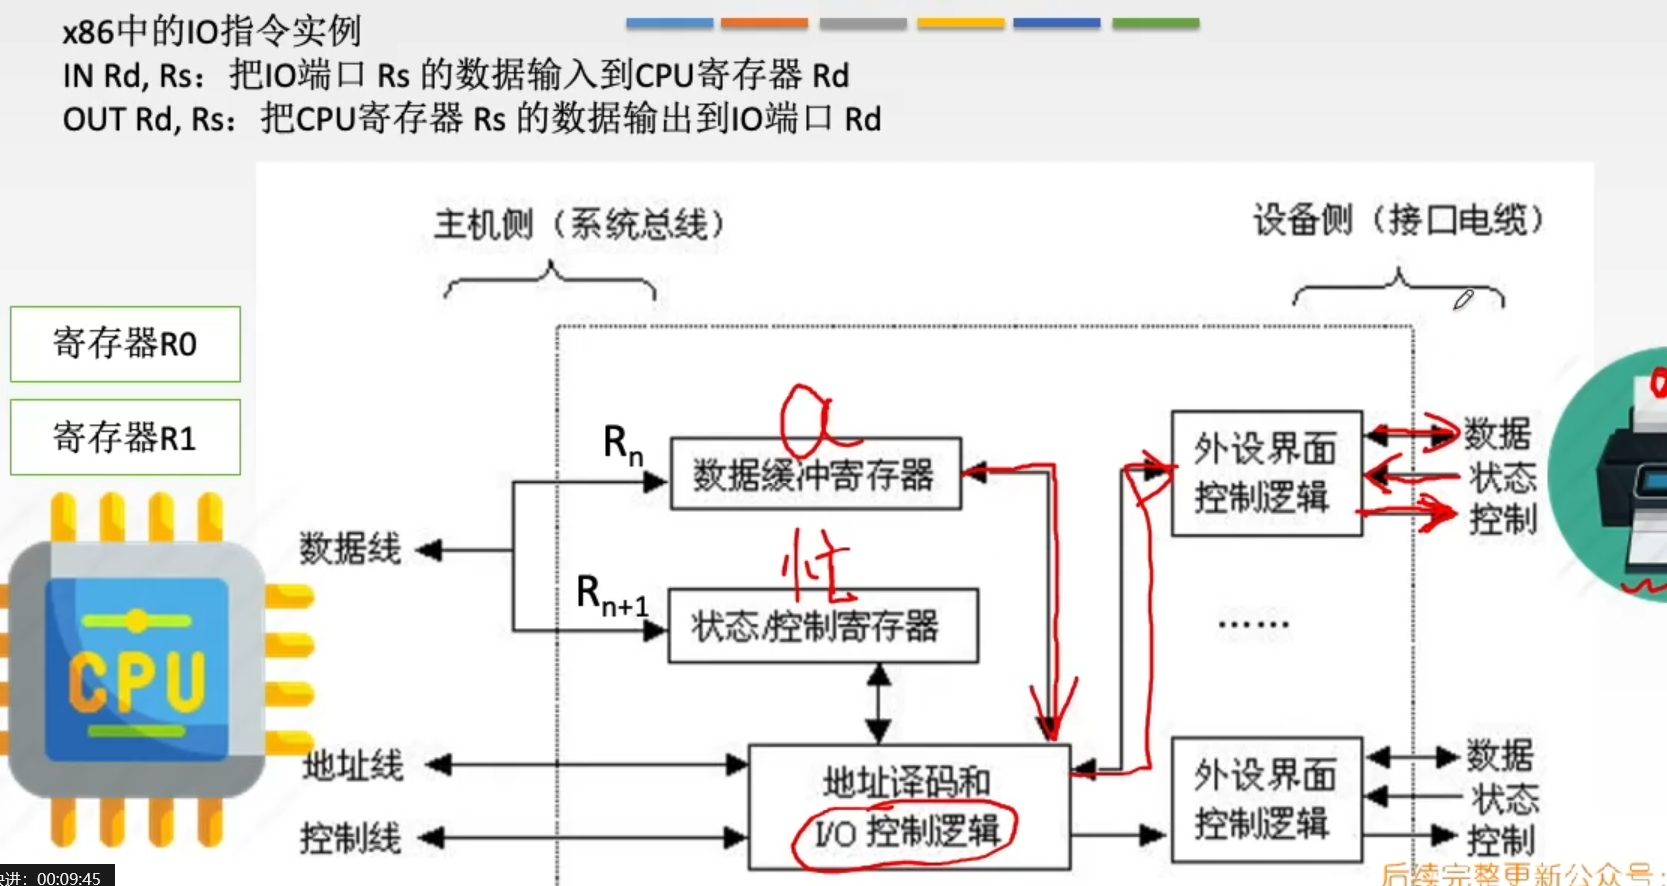 x86中的IO指令实例
IN Rd, Rs：把IO端口 Rs 的数据输入到CPU寄存器 Rd
OUT Rd, Rs：把CPU寄存器 Rs 的数据输出到IO端口 Rd
主机侧（系统总线）
设备侧（接口电缆）
寄存器R0
寄存器R1
a
Rn
数据缓冲寄存器
外设界面
控制逻辑
数据
状态
控制
数据线
忙
Rn+1
状态/控制寄存器
……
CPU
地址线
控制线
地址译码和
I/O 控制逻辑
外设界面
控制逻辑
数据
状态
控制
后续完整更新公众号：
进：00:09:45